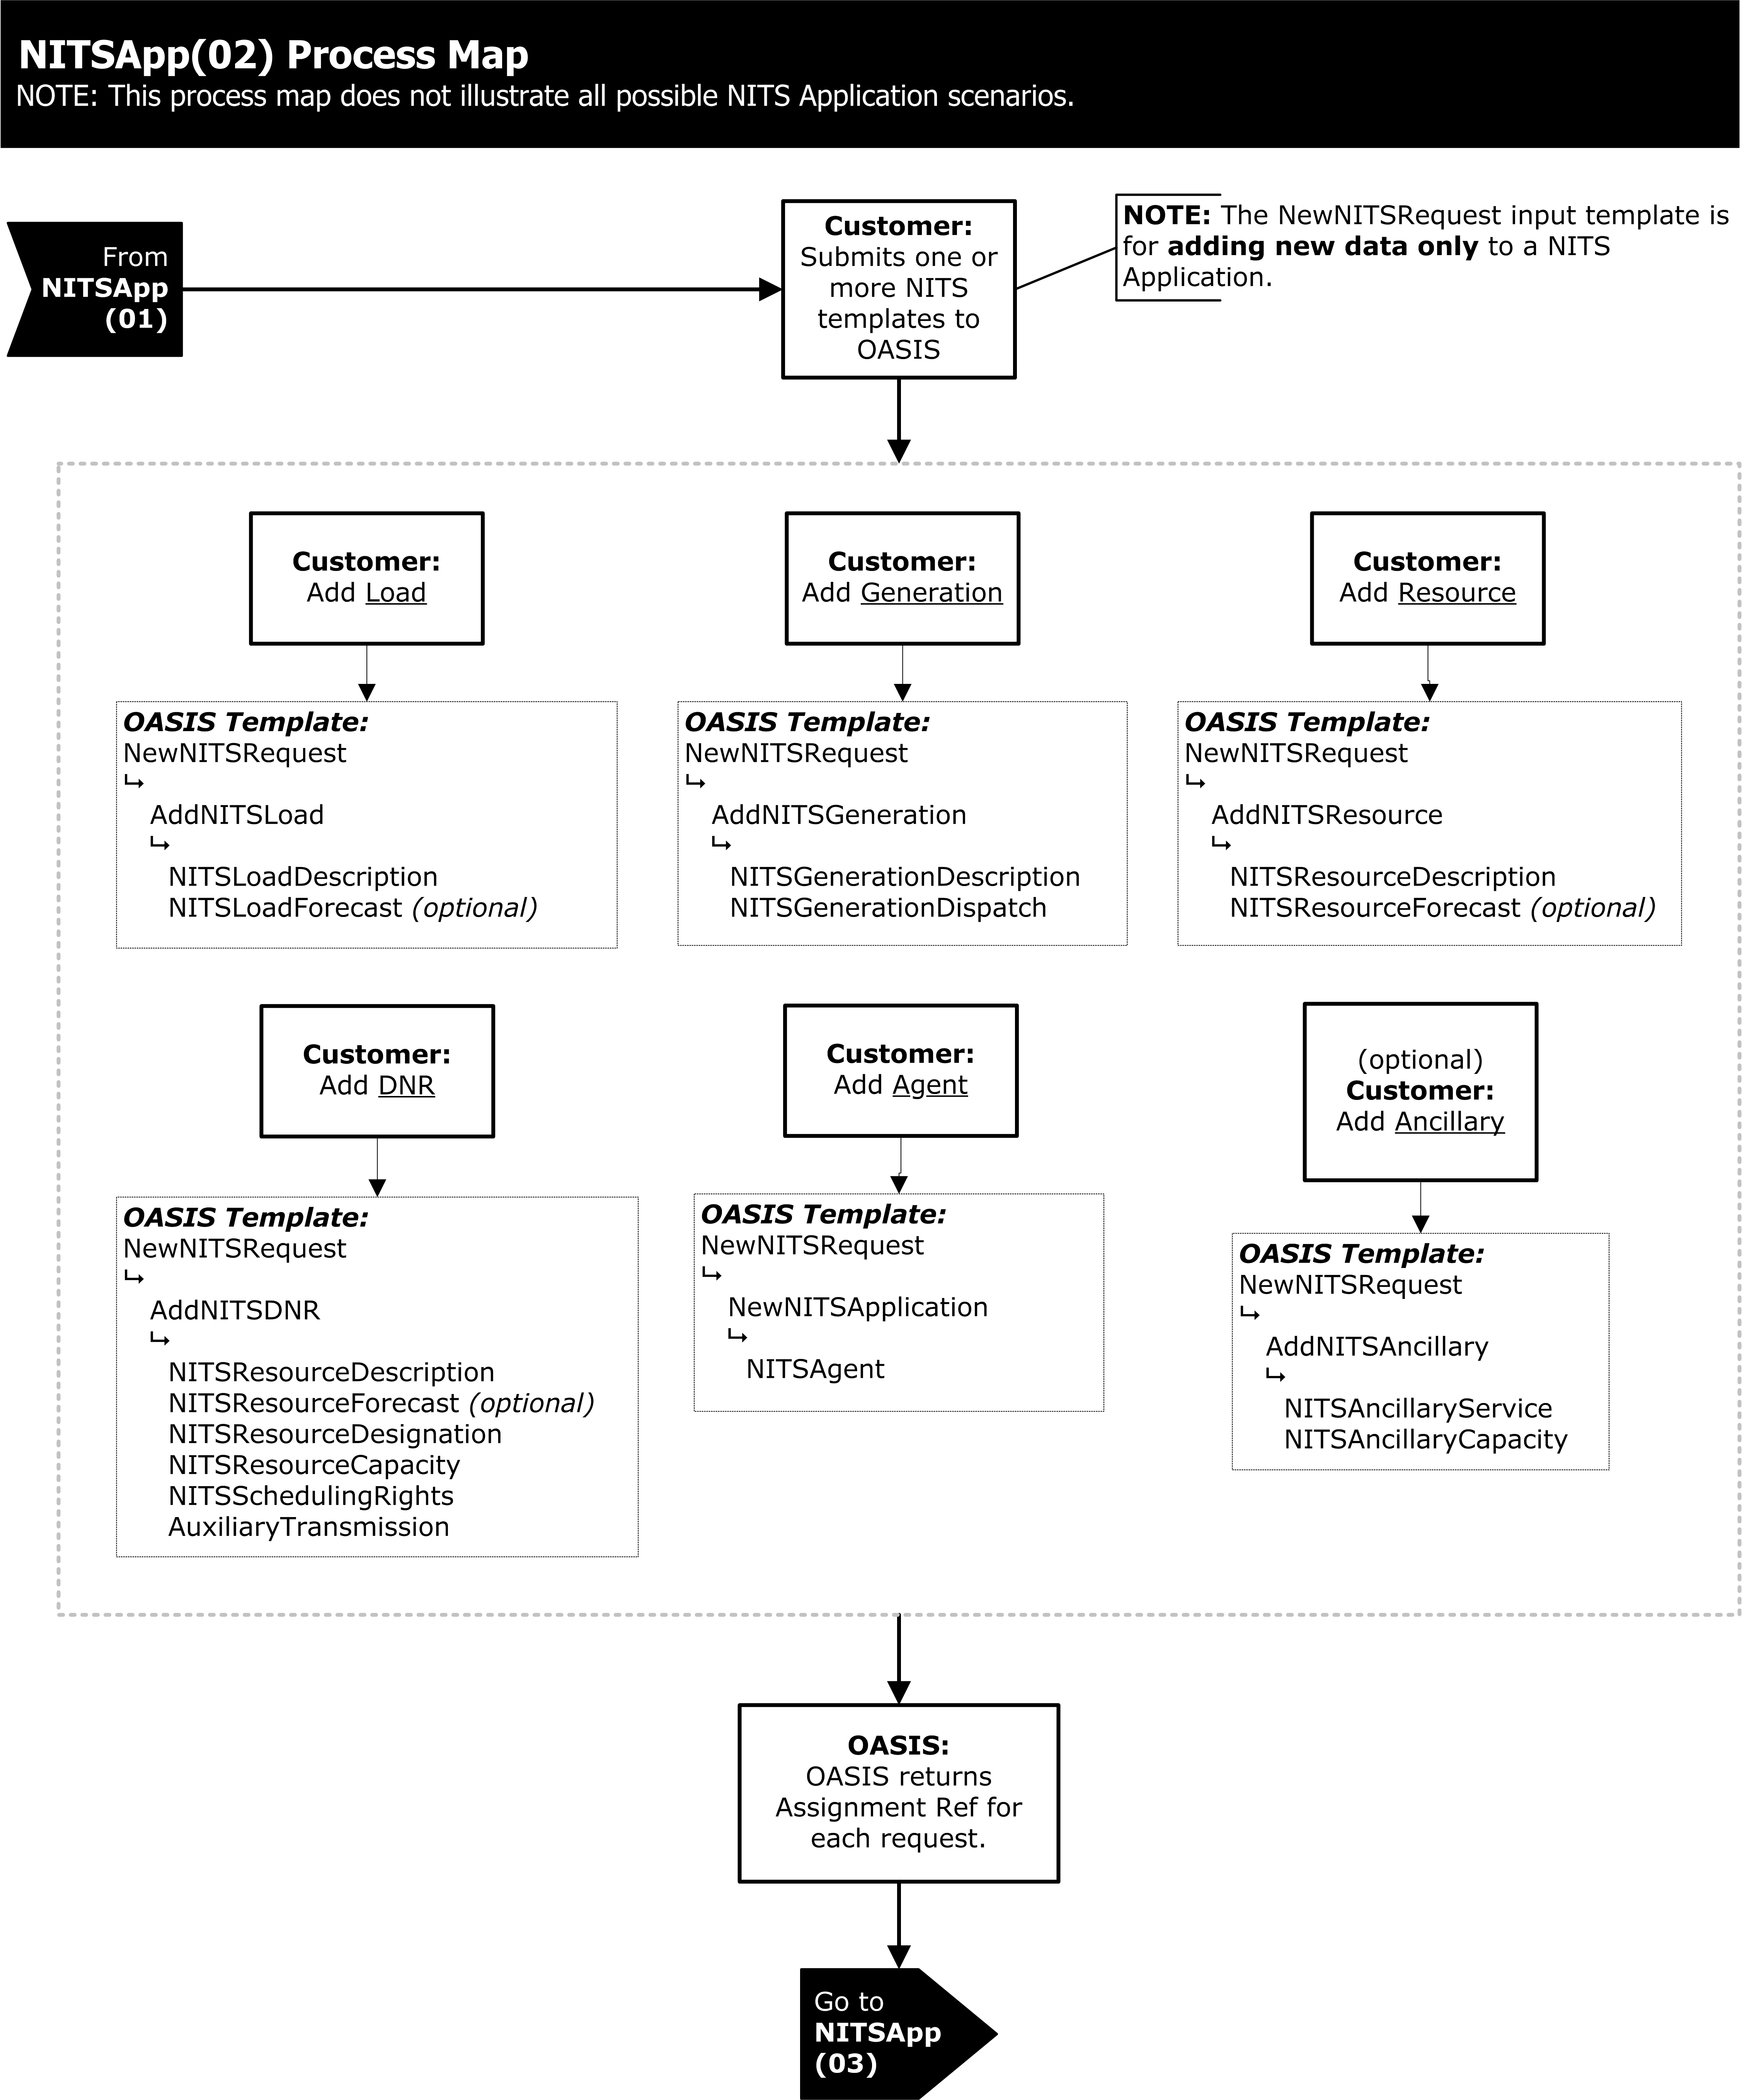 NITSApp(02) Process Map
NOTE: This process map does not illustrate all possible NITS Application scenarios.
From
NITSApp
(01)
Customer:
Submits one or
more NITS
templates to
OASIS
NOTE: The NewNITSRequest input template is
for adding new data only to a NITS
Application.
Customer:
Add Load
Customer:
Add Generation
Customer:
Add Resource
OASIS Template:
NewNITSRequest
↳
AddNITSLoad
↳
NITSLoadDescription
NITSLoadForecast (optional)
OASIS Template:
NewNITSRequest
↳
AddNITSGeneration
↳
NITSGenerationDescription
NITSGenerationDispatch
OASIS Template:
NewNITSRequest
↳
AddNITSResource
↳
NITSResourceDescription
NITSResourceForecast (optional)
Customer:
Add DNR
Customer:
Add Agent
(optional)
Customer:
Add Ancillary
OASIS Template:
NewNITSRequest
↳
AddNITSDNR
↳
NITSResourceDescription
NITSResourceForecast (optional)
NITSResourceDesignation
NITSResourceCapacity
NITSSchedulingRights
AuxiliaryTransmission
OASIS Template:
NewNITSRequest
↳
NewNITSApplication
↳
NITSAgent
OASIS Template:
NewNITSRequest
↳
AddNITSAncillary
↳
NITSAncillaryService
NITSAncillaryCapacity
OASIS:
OASIS returns
Assignment Ref for
each request.
Go to
NITSApp
(03)